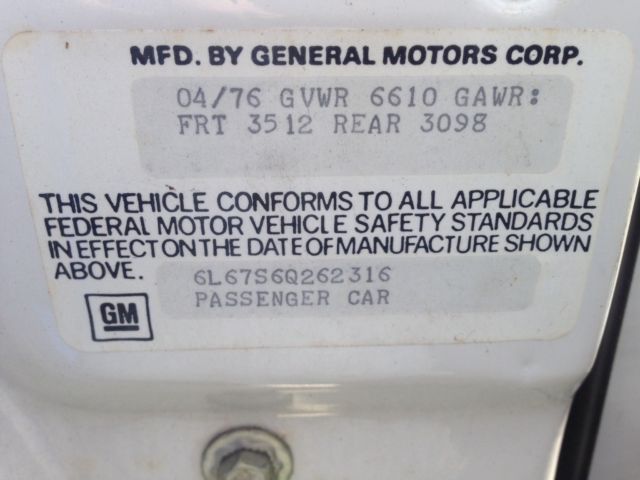 MFD. BY GENERAL MOTORS CORP.
04/76 GVWR 6610 GAWR:
FRT 3512 REAR 3098
THIS VEHICLE CONFORMS TO ALL APPLICABLE
FEDERAL MOTOR VEHICLE SAFETY STANDARDS
IN EFFECT ON THE DATE OF MANUFACTURE SHOWN
ABOVE.
6L67S6Q262316
PASSENGER CAR
GM